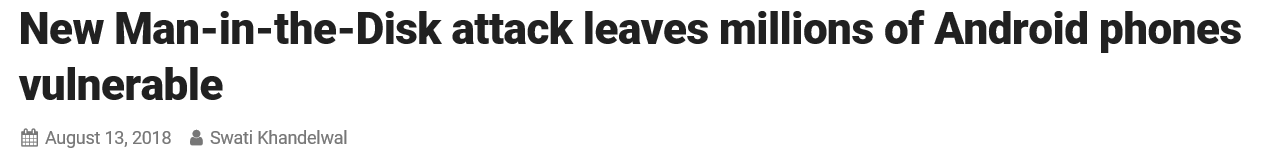 New Man-in-the-Disk attack leaves millions of Android phones
vulnerable
August 13, 2018 Swati Khandelwal